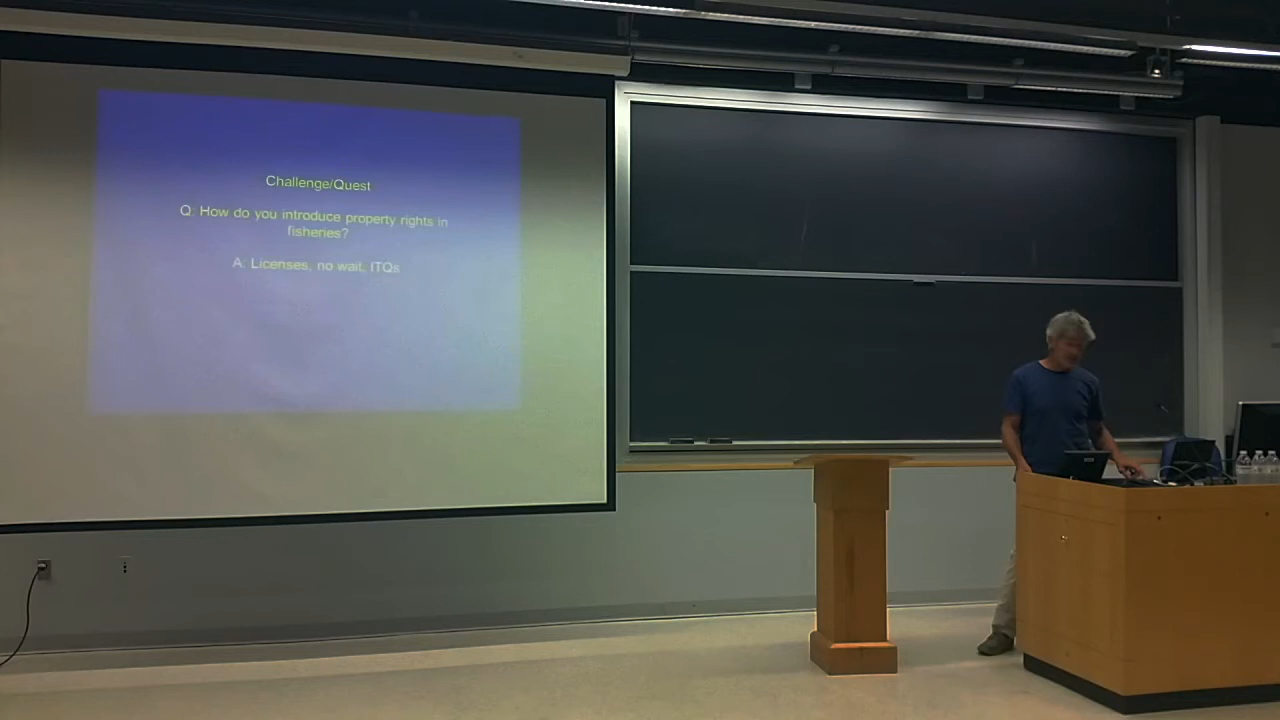 Challenge/Quest
Q: How do you introduce property rights in
fisheries?
A: Licenses, no wait, ITQs